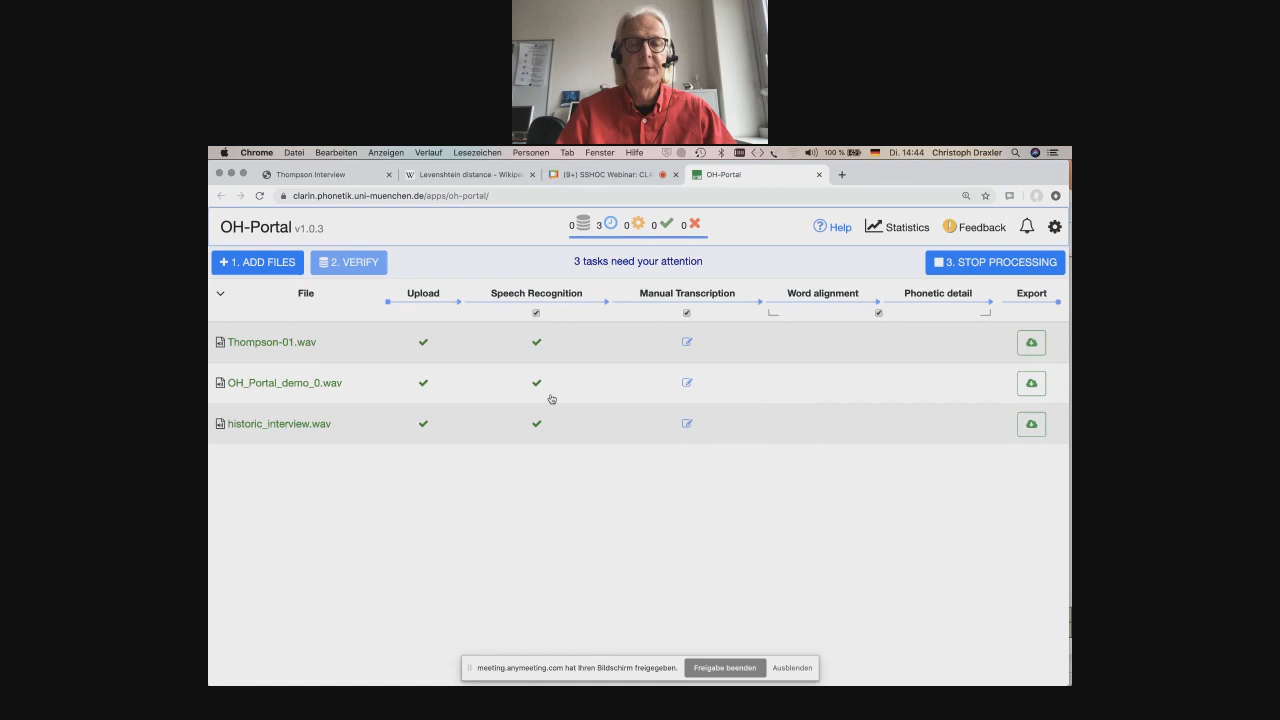 Chrome Datei Bearbeiten Anzeigen Verlauf Lesezeichen Personen Tab Fenster Hilfe 100 % Di. 14:44 Christoph Draxler
Thompson Interview Levenshtein distance - Wikipe (9+) SSHOC Webinar: CLA OH-Portal
clarin.phonetik.uni-muenchen.de/apps/oh-portal/
OH-Portal v1.0.3 0 3 0 0 0 Help Statistics Feedback
+ 1. ADD FILES 2. VERIFY 3 tasks need your attention 3. STOP PROCESSING
File Upload Speech Recognition Manual Transcription Word alignment Phonetic detail Export
Thompson-01.wav
OH_Portal_demo_0.wav
historic_interview.wav
meeting.anymeeting.com hat Ihren Bildschirm freigegeben. Freigabe beenden Ausblenden